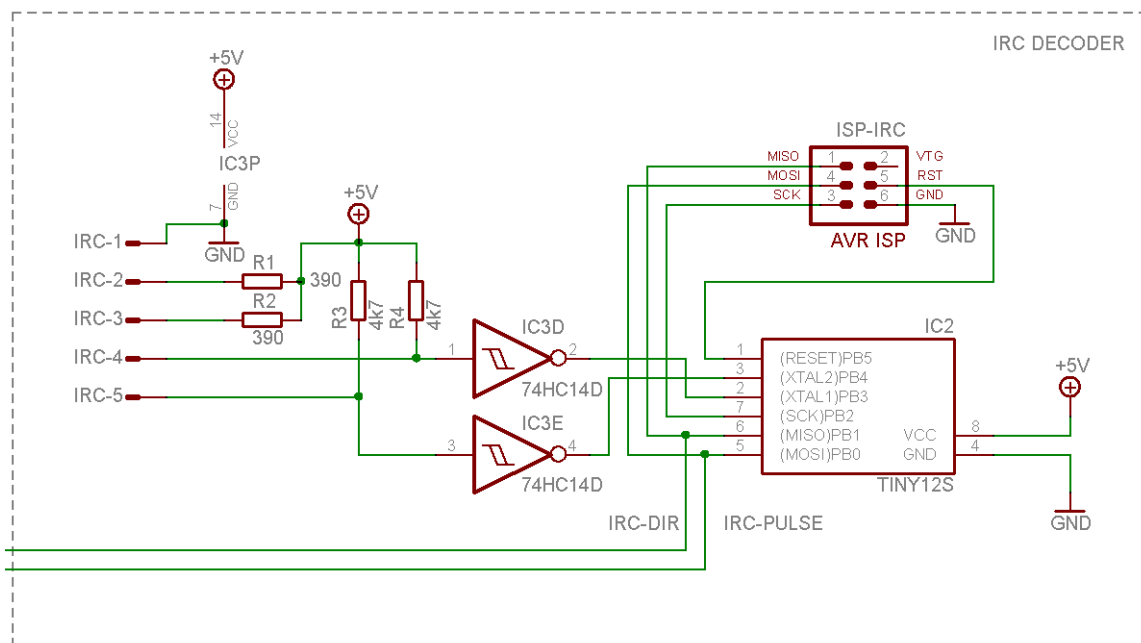 IRC DECODER
+5V
14
VCC
IC3P
7
GND
GND
ISP-IRC
MISO 1 2 VTG
MOSI 4 5 RST
SCK 3 6 GND
AVR ISP
GND
+5V
IRC-1
IRC-2
R1
390
IRC-3
R2
390
R3
4k7
R4
4k7
IRC-4
IRC-5
IC3D
1 2
74HC14D
IC3E
3 4
74HC14D
IC2
1 (RESET)PB5
3 (XTAL2)PB4
2 (XTAL1)PB3
7 (SCK)PB2
6 (MISO)PB1 VCC 8
5 (MOSI)PB0 GND 4
TINY12S
+5V
GND
IRC-DIR
IRC-PULSE